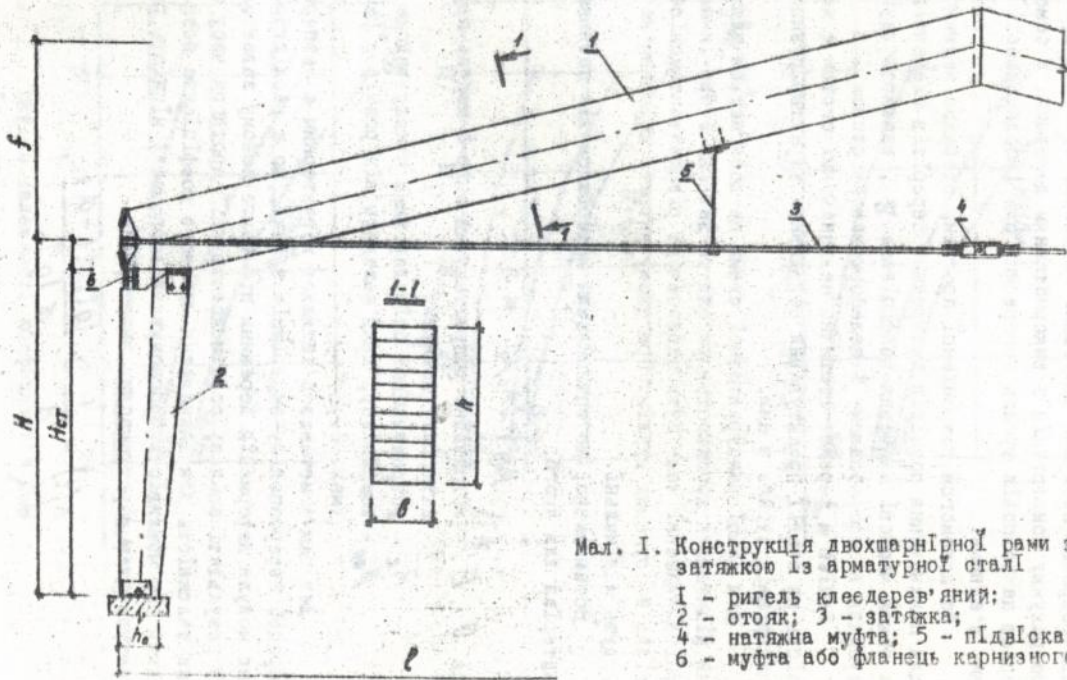 1
1
f
5
3
4
1
6
1-1
2
H
Hст
h
в
h₀
l
Мал. I. Конструкція двохшарнірної рами з
затяжкою із арматурної сталі
I - ригель клеєдерев'яний;
2 - стояк; 3 - затяжка;
4 - натяжна муфта; 5 - підвіска
6 - муфта або фланець карнизного